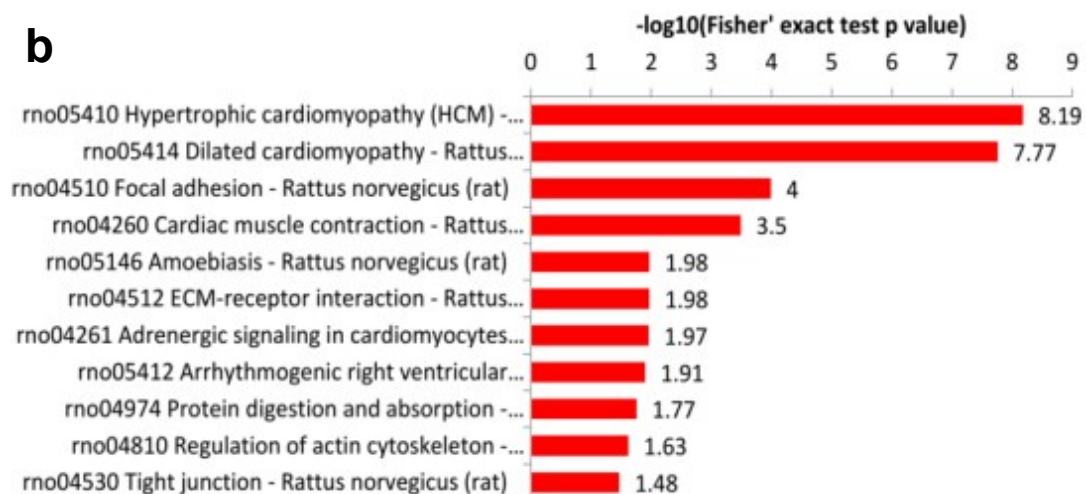 b
-log10(Fisher' exact test p value)
0 1 2 3 4 5 6 7 8 9
rno05410 Hypertrophic cardiomyopathy (HCM) -... 8.19
rno05414 Dilated cardiomyopathy - Rattus... 7.77
rno04510 Focal adhesion - Rattus norvegicus (rat) 4
rno04260 Cardiac muscle contraction - Rattus... 3.5
rno05146 Amoebiasis - Rattus norvegicus (rat) 1.98
rno04512 ECM-receptor interaction - Rattus... 1.98
rno04261 Adrenergic signaling in cardiomyocytes... 1.97
rno05412 Arrhythmogenic right ventricular... 1.91
rno04974 Protein digestion and absorption -... 1.77
rno04810 Regulation of actin cytoskeleton -... 1.63
rno04530 Tight junction - Rattus norvegicus (rat) 1.48